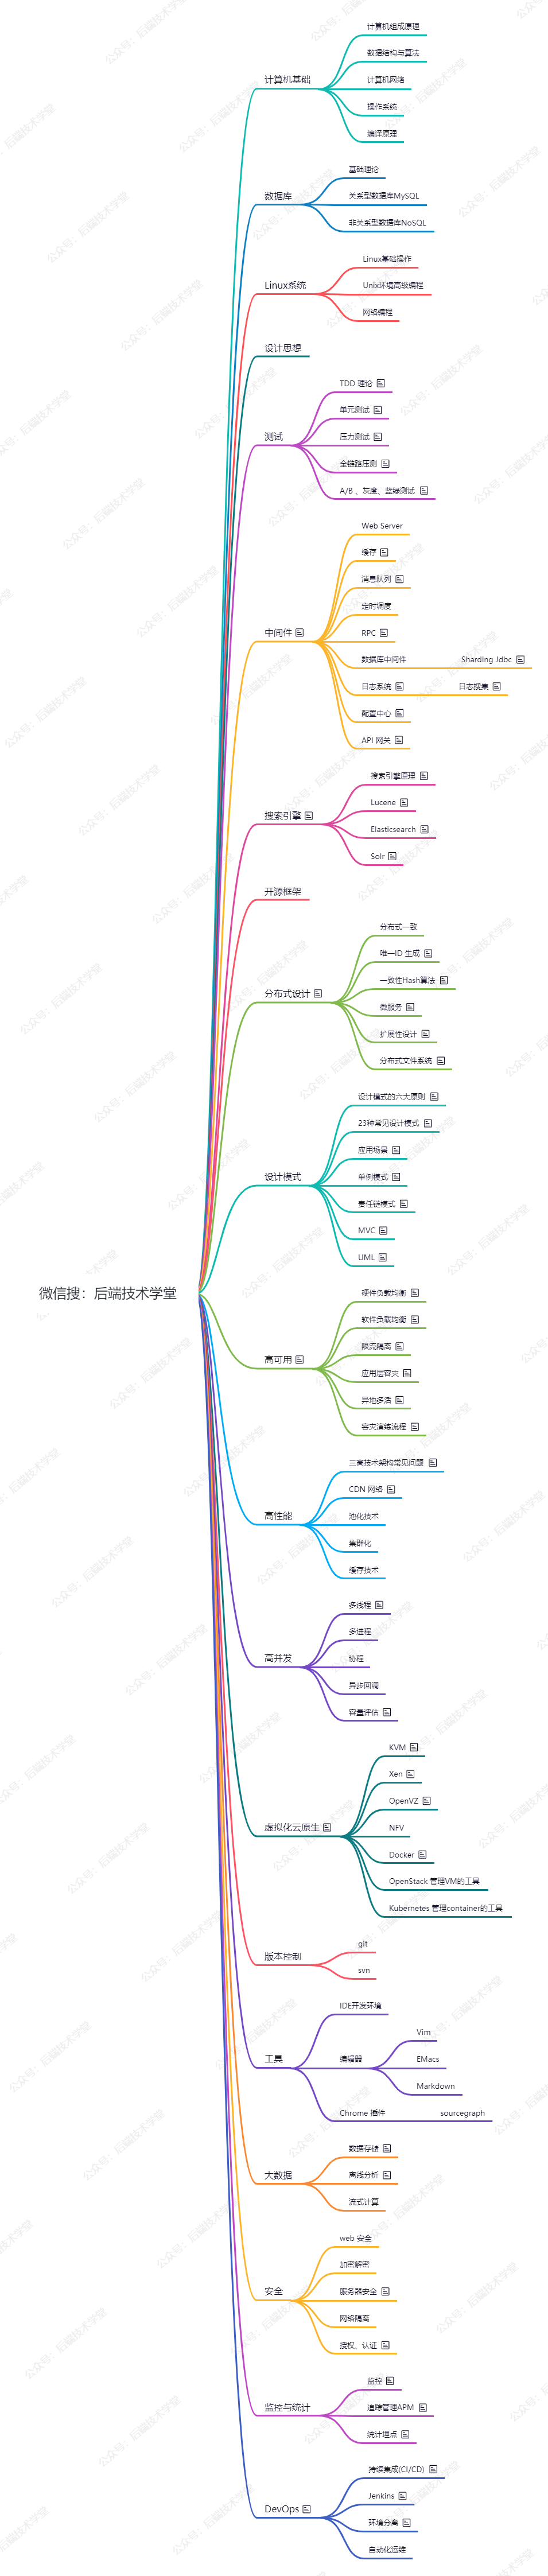 计算机基础
计算机组成原理
数据结构与算法
计算机网络
操作系统
编译原理
数据库
基础理论
关系型数据库MySQL
非关系型数据库NoSQL
Linux系统
Linux基础操作
Unix环境高级编程
网络编程
设计思想
测试
TDD 理论
单元测试
压力测试
全链路压测
A/B 、灰度、蓝绿测试
中间件
Web Server
缓存
消息队列
定时调度
RPC
数据库中间件
Sharding Jdbc
日志系统
日志搜集
配置中心
API 网关
搜索引擎
搜索引擎原理
Lucene
Elasticsearch
Solr
开源框架
分布式设计
分布式一致
唯一ID 生成
一致性Hash算法
微服务
扩展性设计
分布式文件系统
设计模式
设计模式的六大原则
23种常见设计模式
应用场景
单例模式
责任链模式
MVC
UML
微信搜：后端技术学堂
高可用
硬件负载均衡
软件负载均衡
限流隔离
应用层容灾
异地多活
容灾演练流程
高性能
三高技术架构常见问题
CDN 网络
池化技术
集群化
缓存技术
高并发
多线程
多进程
协程
异步回调
容量评估
虚拟化云原生
KVM
Xen
OpenVZ
NFV
Docker
OpenStack 管理VM的工具
Kubernetes 管理container的工具
版本控制
git
svn
工具
IDE开发环境
编辑器
Vim
EMacs
Markdown
Chrome 插件
sourcegraph
大数据
数据存储
离线分析
流式计算
安全
web 安全
加密解密
服务器安全
网络隔离
授权、认证
监控与统计
监控
追踪管理APM
统计埋点
DevOps
持续集成(CI/CD)
Jenkins
环境分离
自动化运维
公众号：后端技术学堂